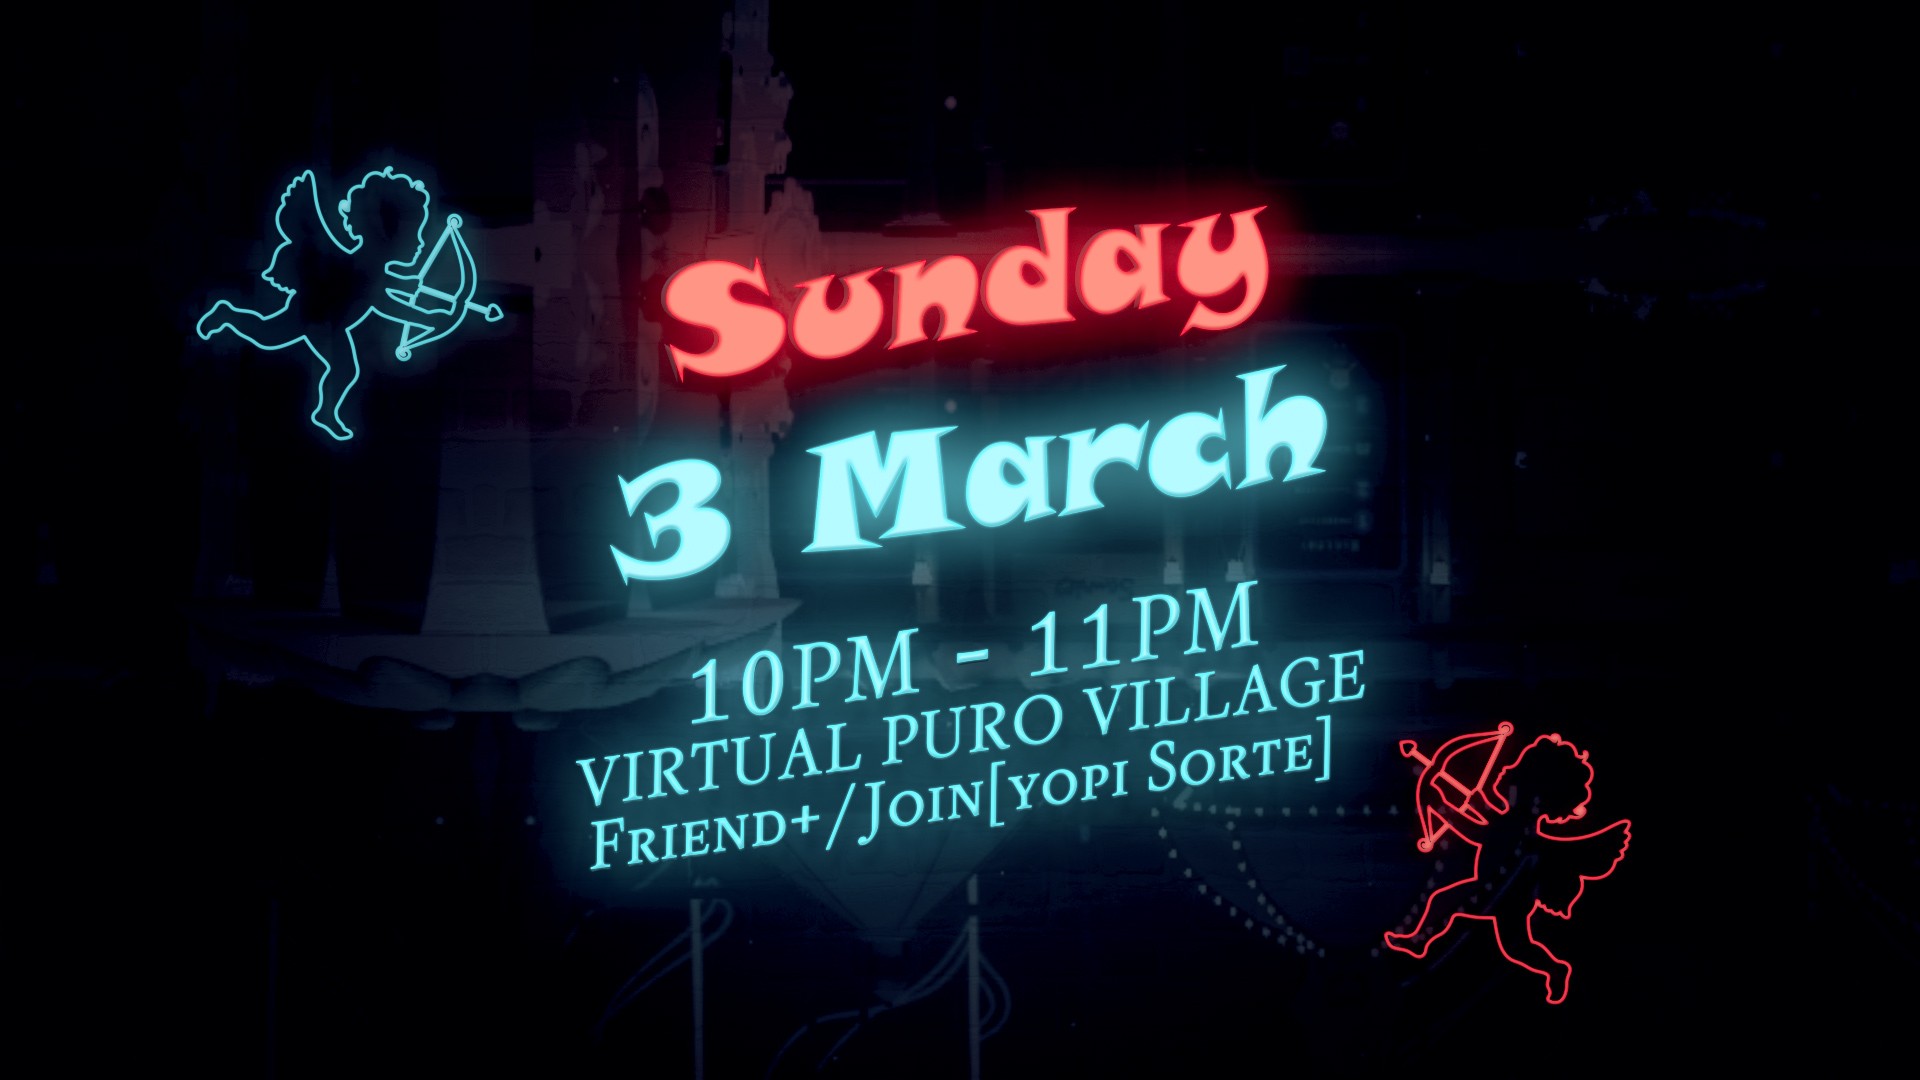 Sunday
3 March
10PM - 11PM
VIRTUAL PURO VILLAGE
Friend+/Join[yopi Sorte]